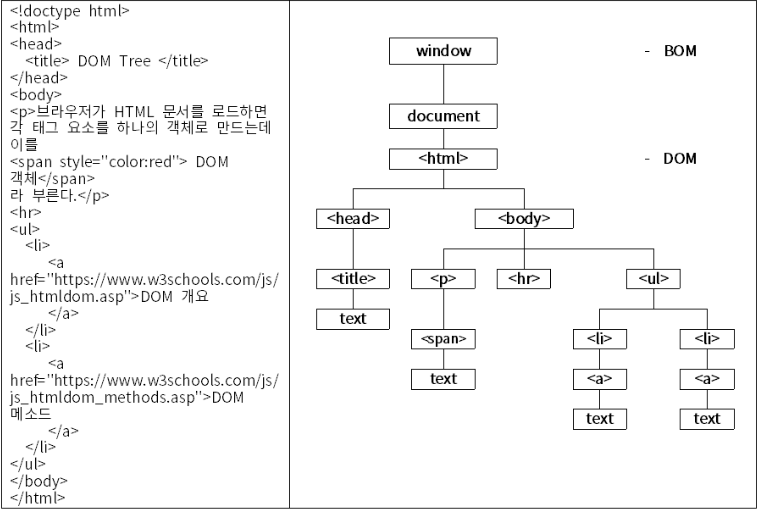 <!doctype html>
<html>
<head>
<title> DOM Tree </title>
</head>
<body>
<p>브라우저가 HTML 문서를 로드하면
각 태그 요소를 하나의 객체로 만드는데
이를
<span style="color:red"> DOM
객체</span>
라 부른다.</p>
<hr>
<ul>
<li>
<a
href="https://www.w3schools.com/js/
js_htmldom.asp">DOM 개요
</a>
</li>
<li>
<a
href="https://www.w3schools.com/js/
js_htmldom_methods.asp">DOM
메소드
</a>
</li>
</ul>
</body>
</html>
window - BOM
document
<html> - DOM
<head> <body>
<title> <p> <hr> <ul>
text
<span> <li> <li>
text <a> <a>
text text